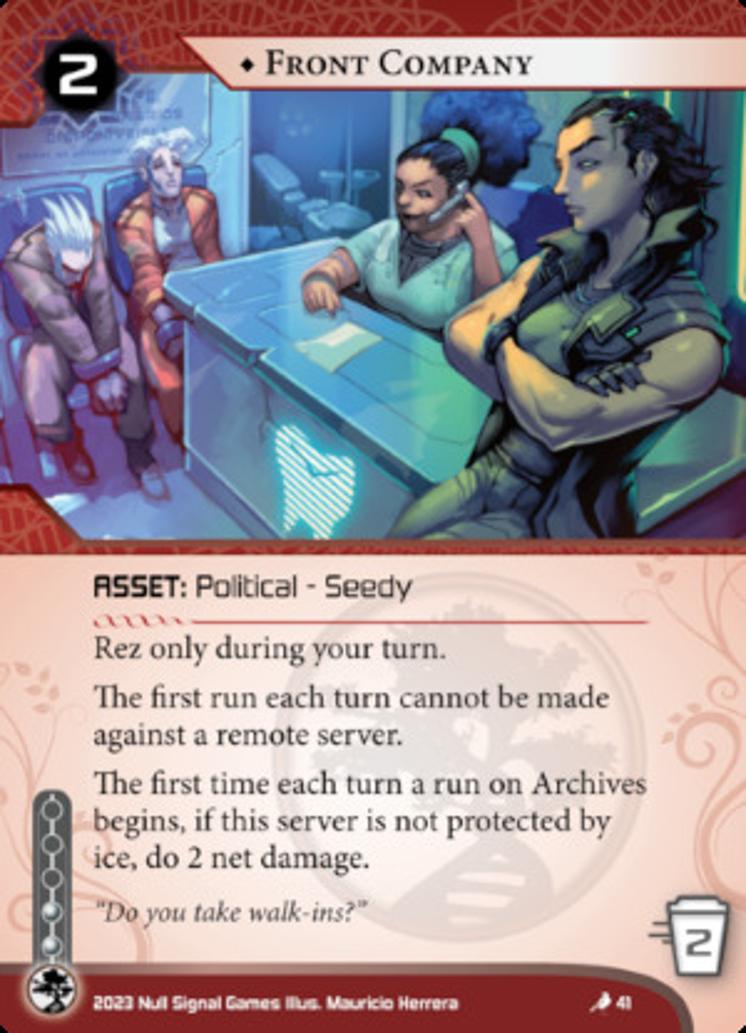 2
♦ Front Company
ASSET: Political - Seedy
Rez only during your turn.
The first run each turn cannot be made
against a remote server.
The first time each turn a run on Archives
begins, if this server is not protected by
ice, do 2 net damage.
"Do you take walk-ins?"
2
2023 Null Signal Games Illus. Mauricio Herrera
41